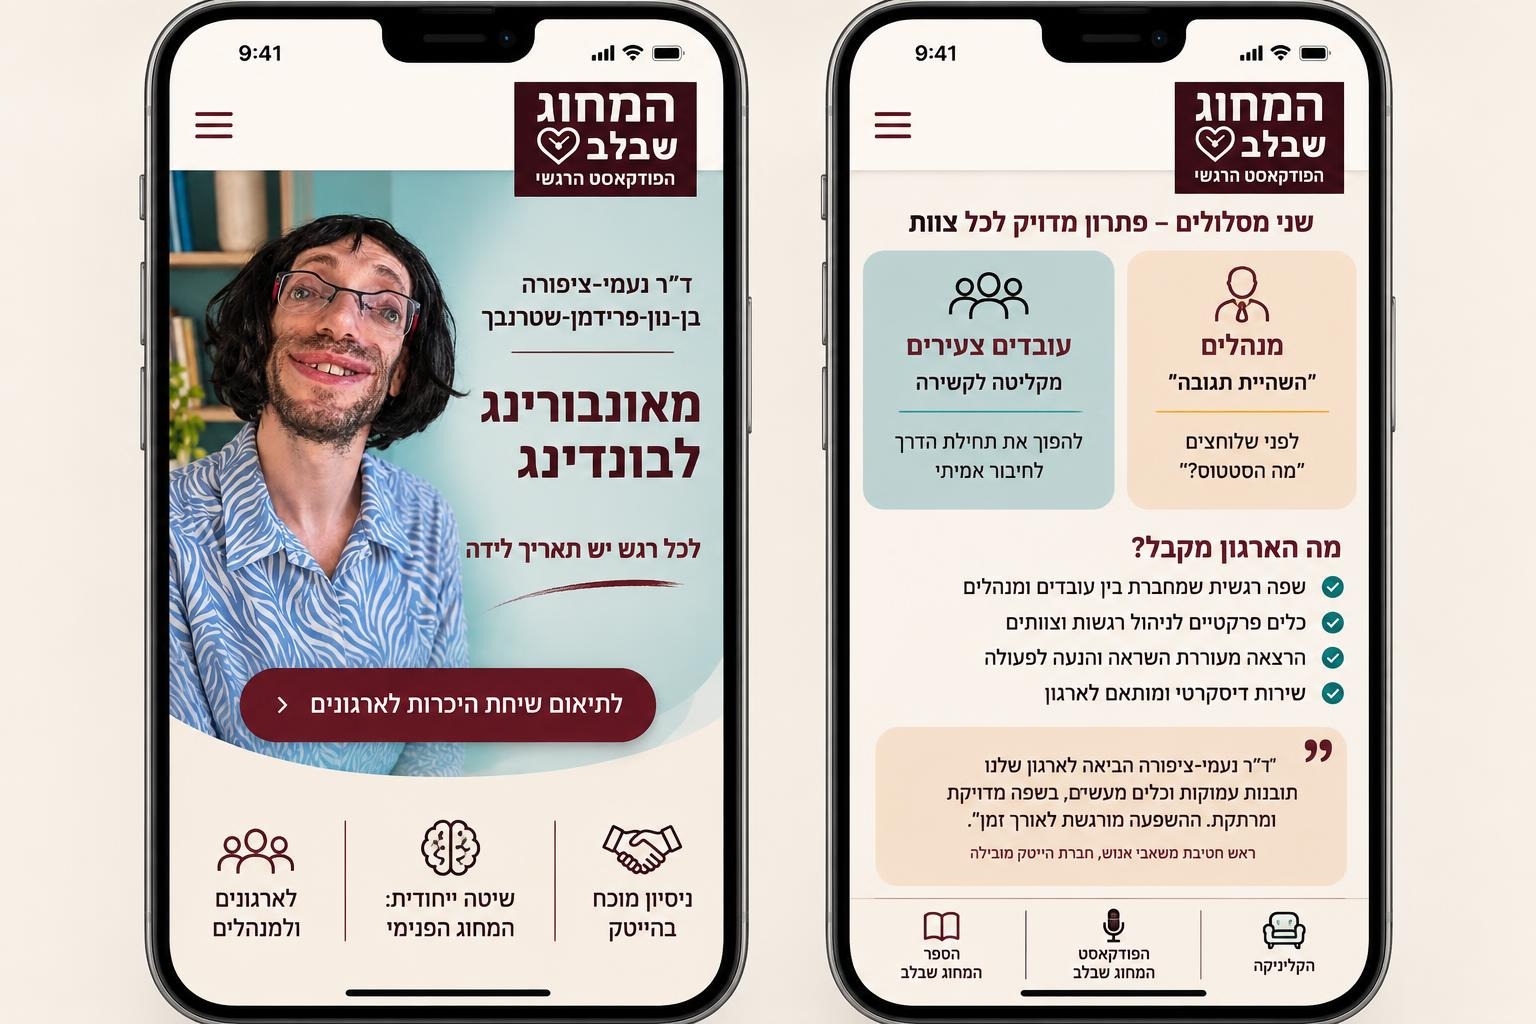 9:41
המחוג
שבלב
הפודקאסט הרגשי
ד"ר נעמי-ציפורה
בן-נון-פרידמן-שטרנבך
מאונבורינג
לבונדינג
לכל רגש יש תאריך לידה
לתיאום שיחת היכרות לארגונים
ניסיון מוכח
בהייטק
שיטה ייחודית:
המחוג הפנימי
לארגונים
ולמנהלים
9:41
המחוג
שבלב
הפודקאסט הרגשי
שני מסלולים – פתרון מדויק לכל צוות
מנהלים
"השהיית תגובה"
לפני שלוחצים
"מה הסטטוס?"
עובדים צעירים
מקליטה לקשירה
להפוך את תחילת הדרך
לחיבור אמיתי
מה הארגון מקבל?
שפה רגשית שמחברת בין עובדים ומנהלים
כלים פרקטיים לניהול רגשות וצוותים
הרצאה מעוררת השראה והנעה לפעולה
שירות דיסקרטי ומותאם לארגון
"ד"ר נעמי-ציפורה הביאה לארגון שלנו
תובנות עמוקות וכלים מעשים, בשפה מדויקת
ומרתקת. ההשפעה מורגשת לאורך זמן".
ראש חטיבת משאבי אנוש, חברת הייטק מובילה
הקליניקה
הפודקאסט
המחוג שבלב
הספר
המחוג שבלב